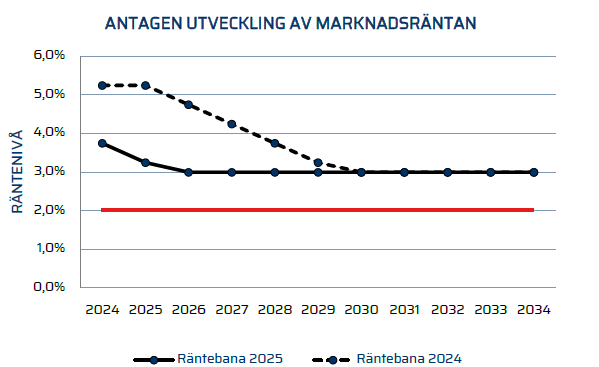 ANTAGEN UTVECKLING AV MARKNADSRÄNTAN
6,0%
5,0%
4,0%
3,0%
2,0%
1,0%
0,0%
RÄNTENIVÅ
2024 2025 2026 2027 2028 2029 2030 2031 2032 2033 2034
Räntebana 2025 Räntebana 2024